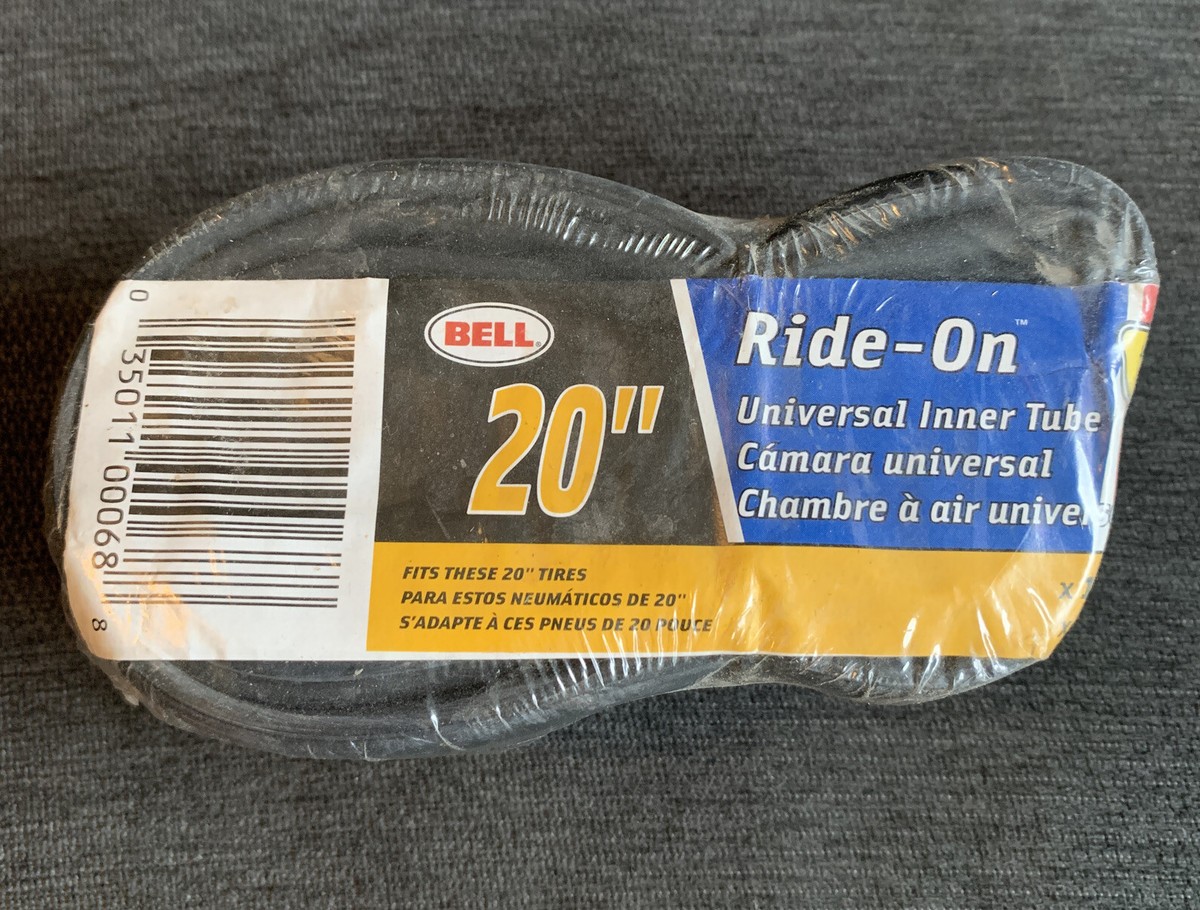 0 35011 00068 8
BELL®
20"
Ride-On™
Universal Inner Tube
Cámara universal
Chambre à air
FITS THESE 20" TIRES
PARA ESTOS NEUMÁTICOS DE 20"
S'ADAPTE À CES PNEUS DE 20 POUCE
x